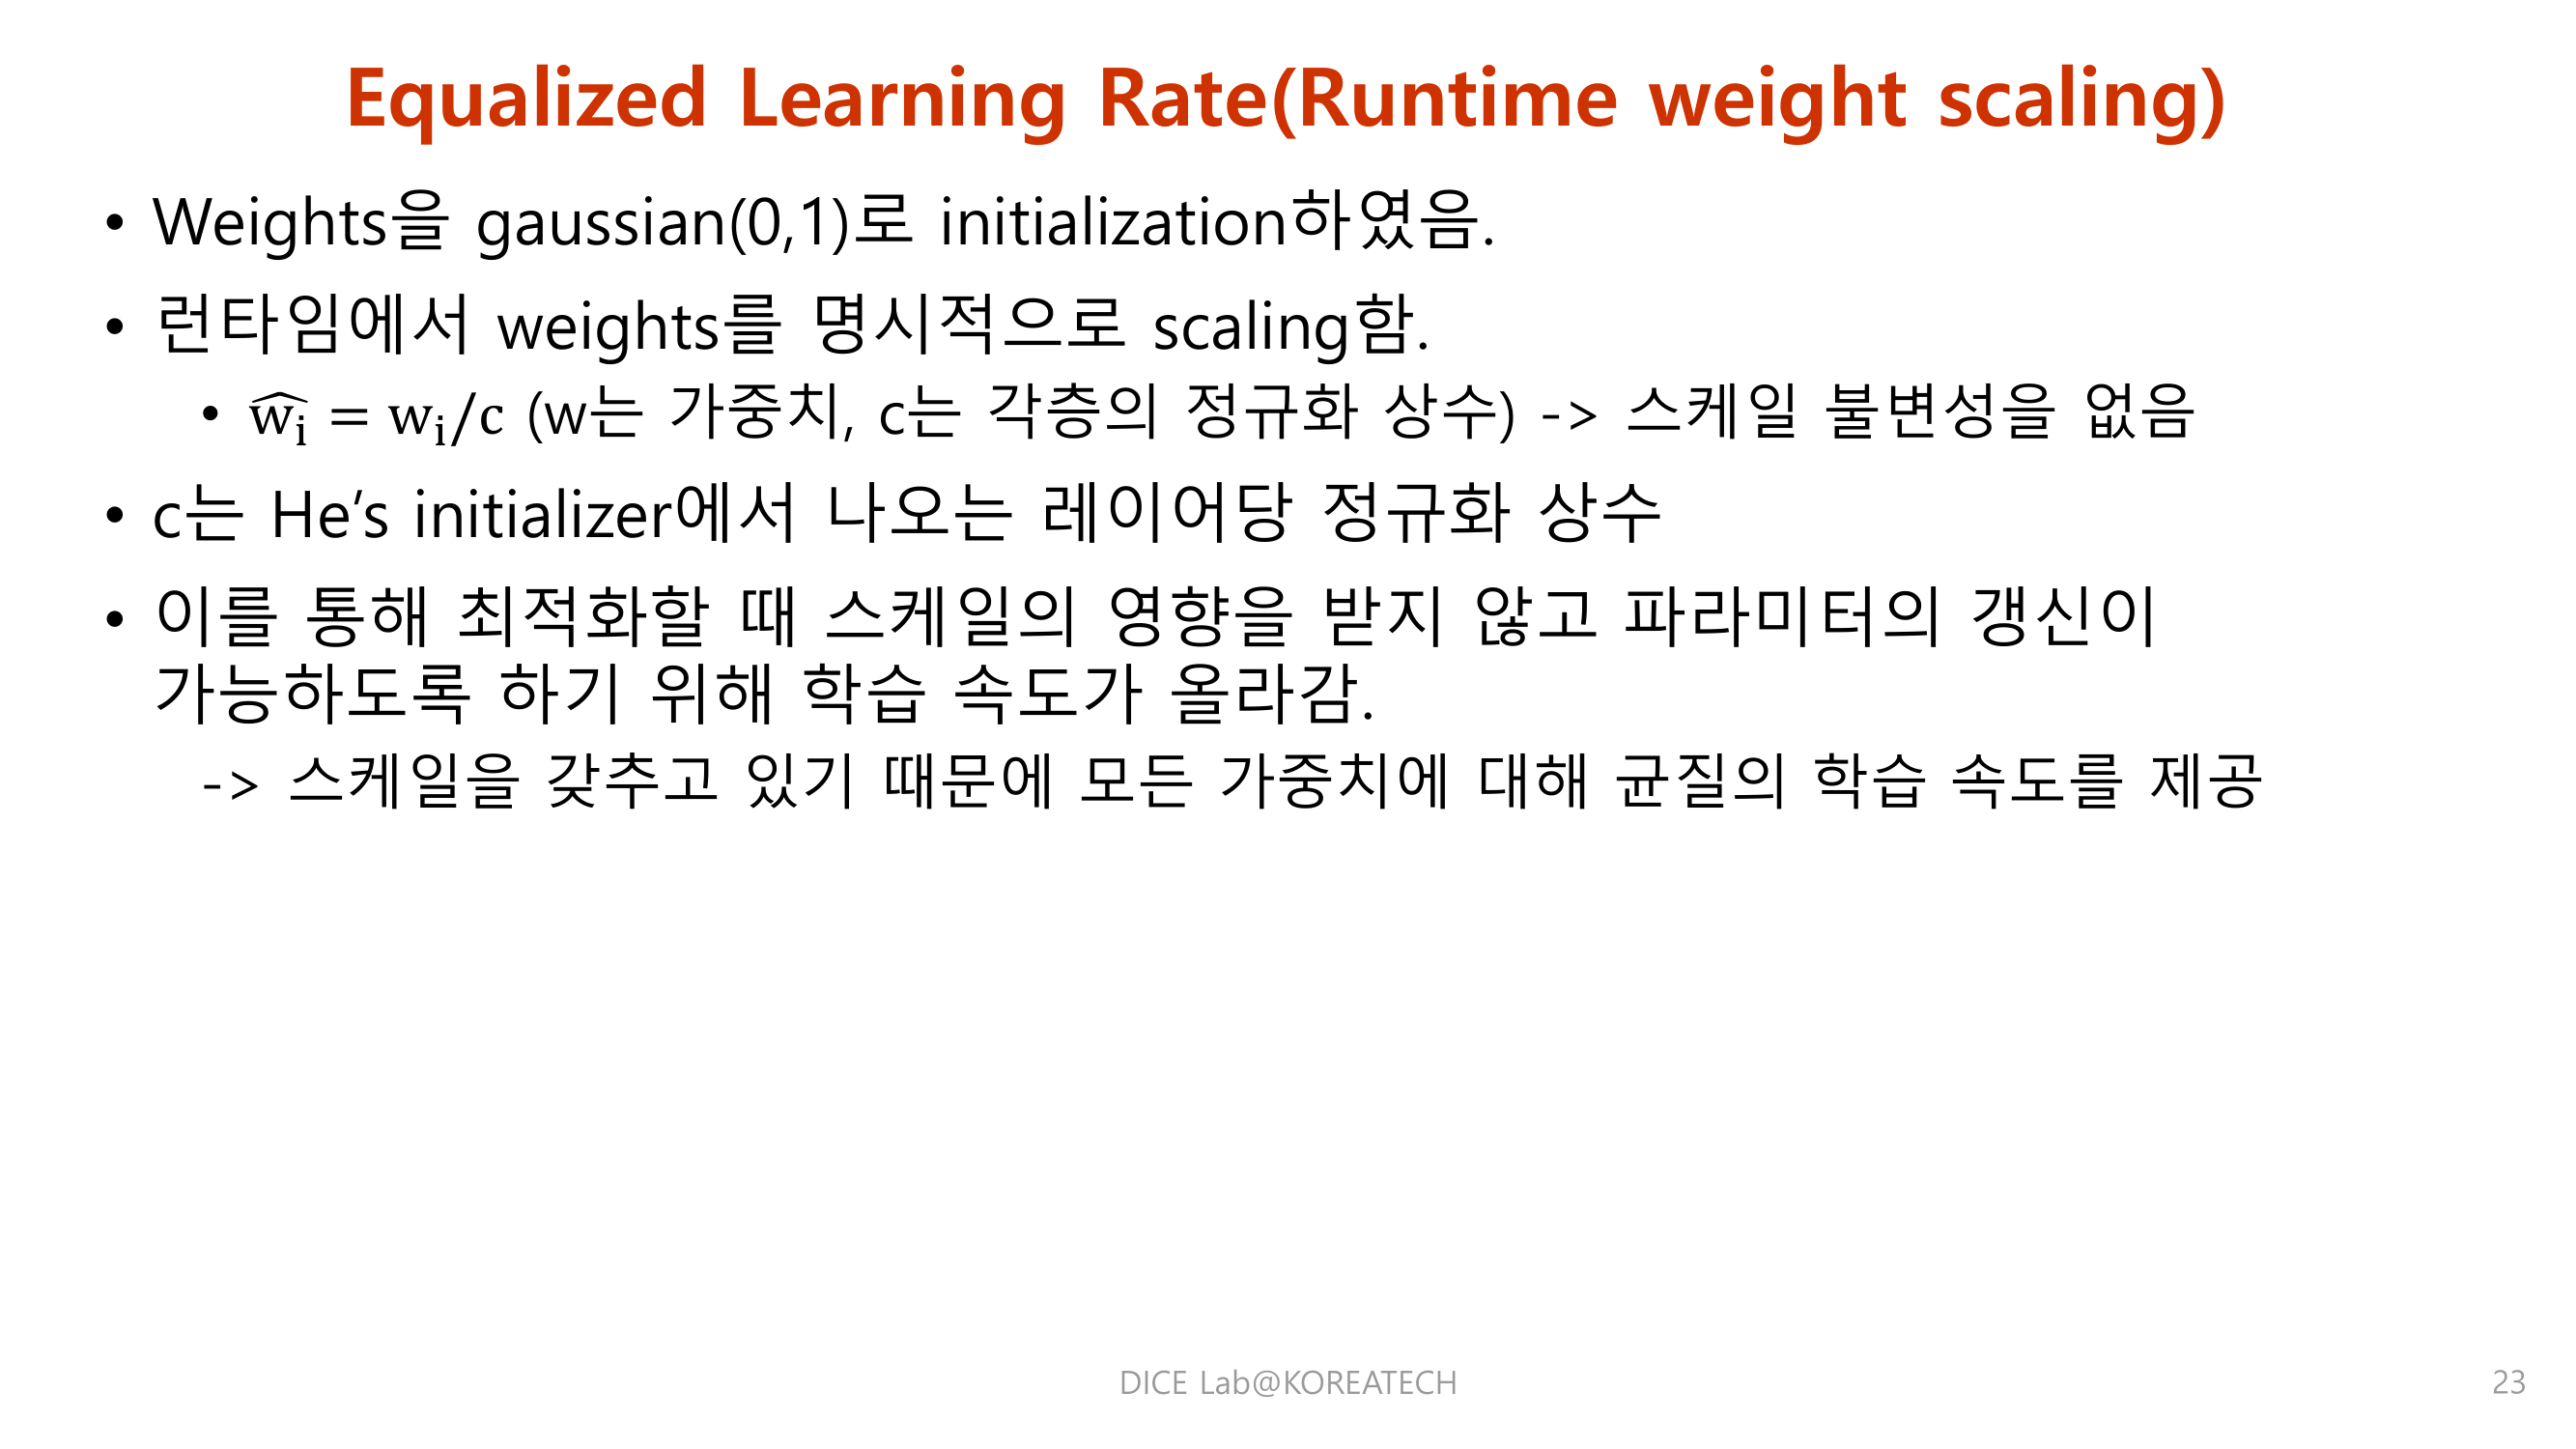 Equalized Learning Rate(Runtime weight scaling)
• Weights을 gaussian(0,1)로 initialization하였음.
• 런타임에서 weights를 명시적으로 scaling함.
• ŵᵢ = wᵢ/c (w는 가중치, c는 각층의 정규화 상수) -> 스케일 불변성을 없음
• c는 He’s initializer에서 나오는 레이어당 정규화 상수
• 이를 통해 최적화할 때 스케일의 영향을 받지 않고 파라미터의 갱신이
가능하도록 하기 위해 학습 속도가 올라감.
-> 스케일을 갖추고 있기 때문에 모든 가중치에 대해 균질의 학습 속도를 제공
DICE Lab@KOREATECH
23